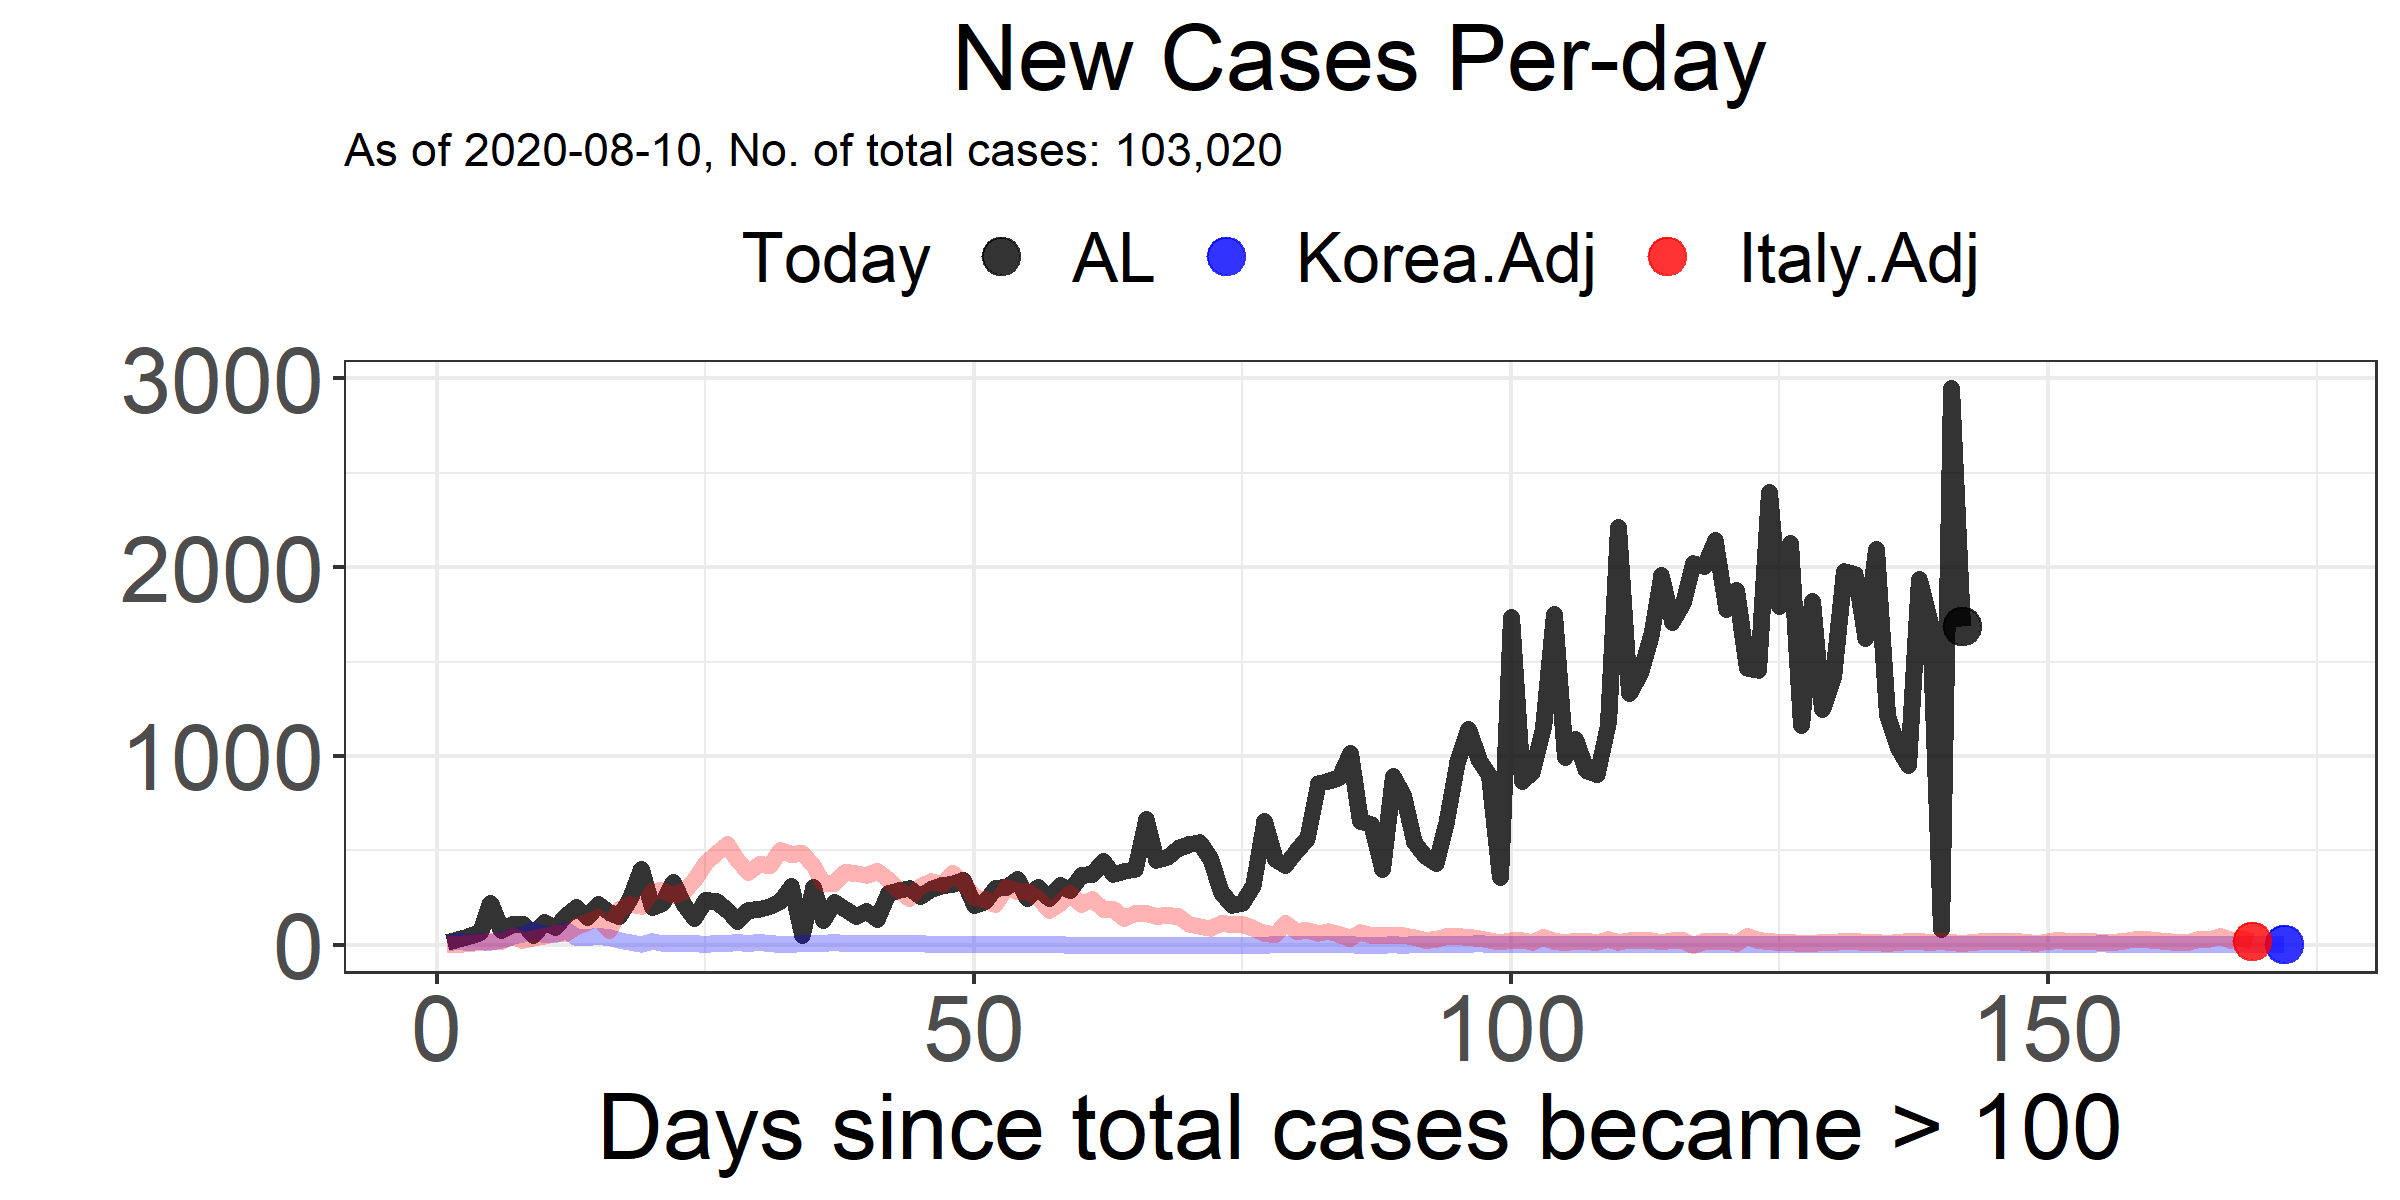 New Cases Per-day
As of 2020-08-10, No. of total cases: 103,020
Today AL Korea.Adj Italy.Adj
3000
2000
1000
0
0 50 100 150
Days since total cases became > 100